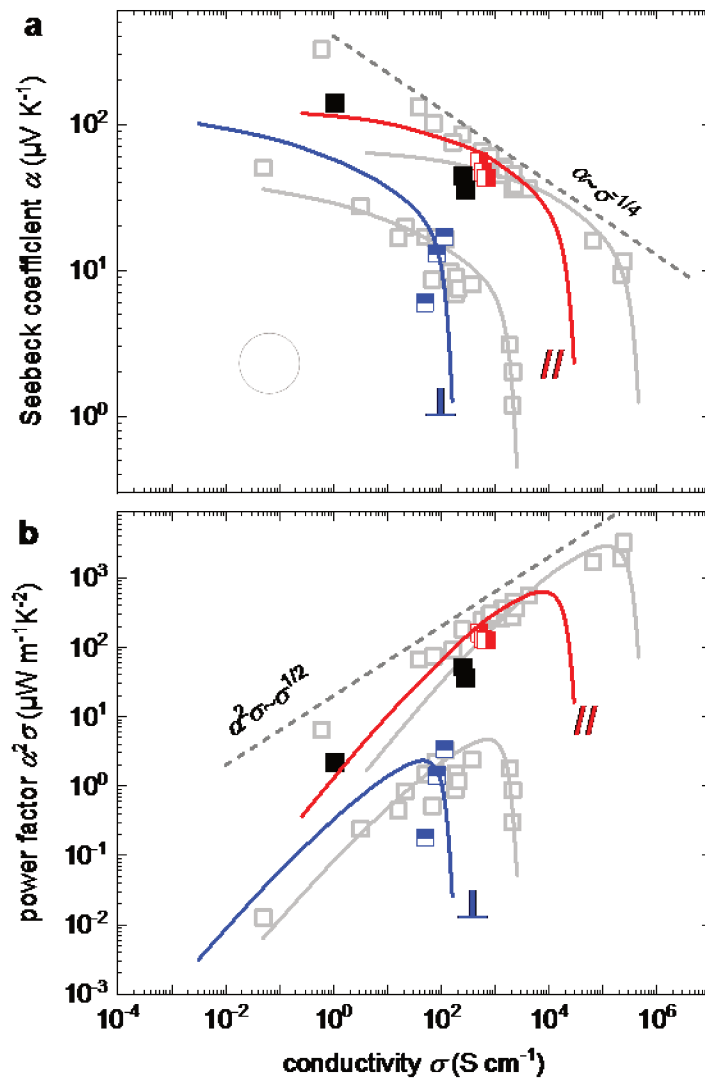 a
Seebeck coefficient α (μV K⁻¹)
10²
10¹
10⁰
α~σ⁻¹/⁴
//
⊥
b
power factor α²σ (μW m⁻¹K⁻²)
10³
10²
10¹
10⁰
10⁻¹
10⁻²
10⁻³
α²σ~σ¹/²
//
⊥
10⁻⁴ 10⁻² 10⁰ 10² 10⁴ 10⁶
conductivity σ (S cm⁻¹)